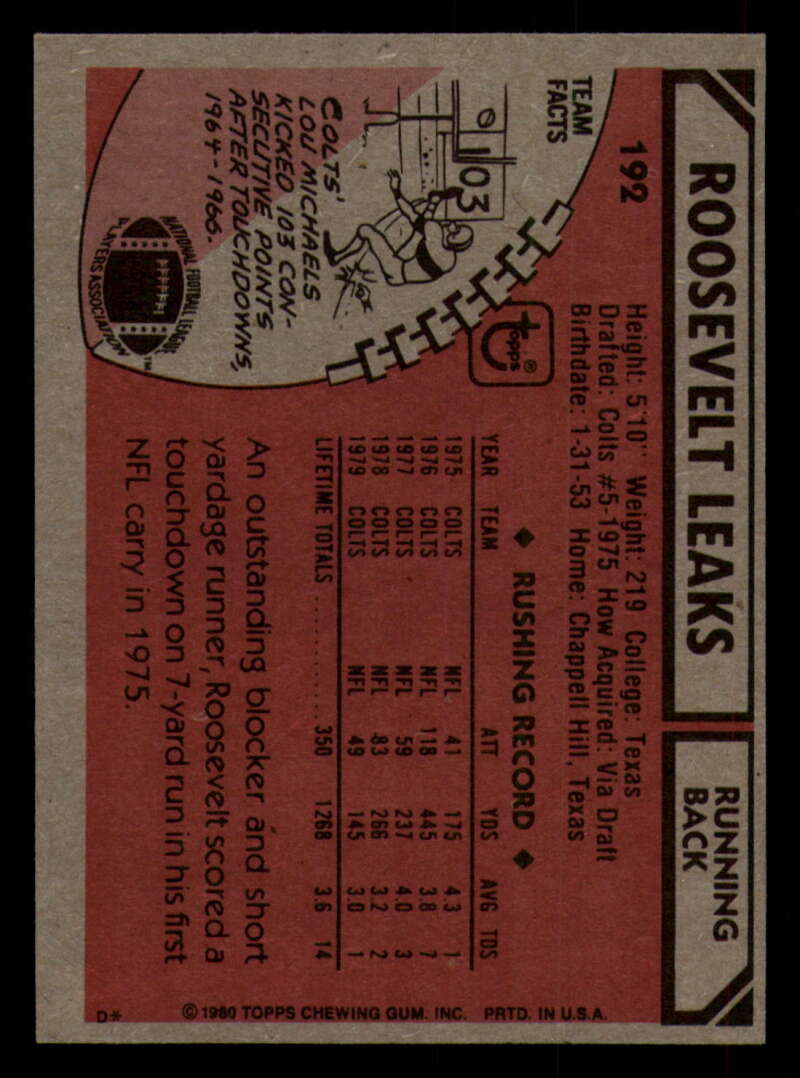 ROOSEVELT LEAKS
RUNNING
BACK
192
Height: 5'10" Weight: 219 College: Texas
Drafted: Colts #5-1975 How Acquired: Via Draft
Birthdate: 1-31-53 Home: Chappell Hill, Texas
TEAM
FACTS
103
COLTS'
LOU MICHAELS
KICKED 103 CON-
SECUTIVE POINTS
AFTER TOUCHDOWNS,
1964-1966.
Topps®
NATIONAL FOOTBALL LEAGUE
PLAYERS ASSOCIATION
TM
◆ RUSHING RECORD ◆
YEAR TEAM ATT YDS AVG TDS
1975 COLTS NFL 41 175 4.3 1
1976 COLTS NFL 118 445 3.8 7
1977 COLTS NFL 59 237 4.0 3
1978 COLTS NFL 83 266 3.2 2
1979 COLTS NFL 49 145 3.0 1
LIFETIME TOTALS ........ 350 1268 3.6 14
An outstanding blocker and short
yardage runner, Roosevelt scored a
touchdown on 7-yard run in his first
NFL carry in 1975.
D* © 1980 TOPPS CHEWING GUM. INC. PRTD. IN U.S.A.